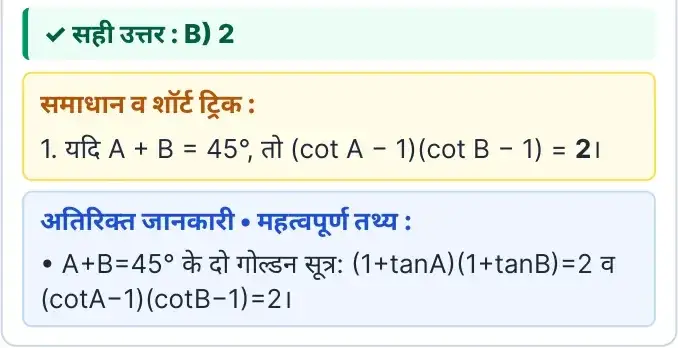 ✓ सही उत्तर : B) 2
समाधान व शॉर्ट ट्रिक :
1. यदि A + B = 45°, तो (cot A − 1)(cot B − 1) = 2।
अतिरिक्त जानकारी • महत्वपूर्ण तथ्य :
• A+B=45° के दो गोल्डन सूत्र: (1+tanA)(1+tanB)=2 व
(cotA−1)(cotB−1)=2।